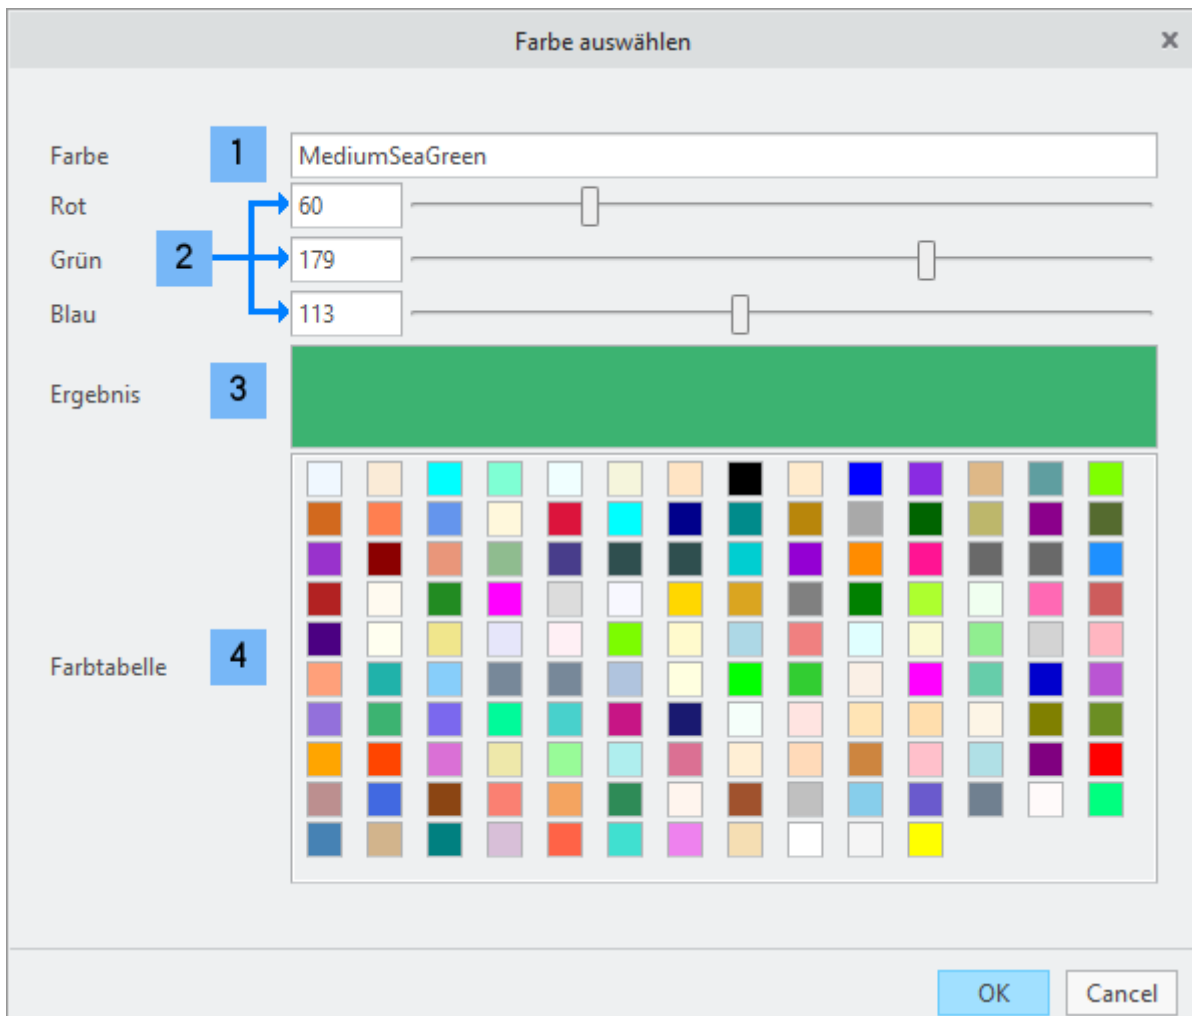 Farbe auswählen x
Farbe 1 MediumSeaGreen
Rot 60
Grün 2 179
Blau 113
Ergebnis 3
Farbtabelle 4
OK Cancel